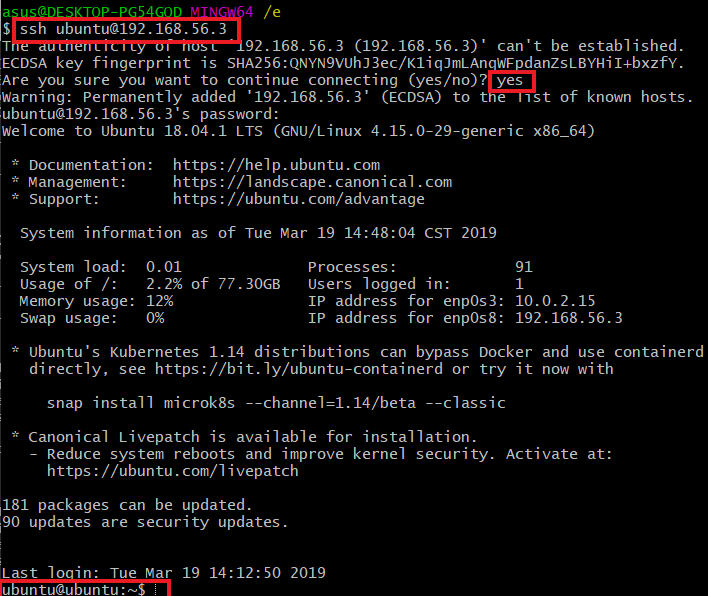 asus@DESKTOP-PG54GOD MINGW64 /e
$ ssh ubuntu@192.168.56.3
The authenticity of host '192.168.56.3 (192.168.56.3)' can't be established.
ECDSA key fingerprint is SHA256:QNYN9VUhJ3ec/K1iqJmLAnqWFpdanZsLBYHiI+bxzfY.
Are you sure you want to continue connecting (yes/no)? yes
Warning: Permanently added '192.168.56.3' (ECDSA) to the list of known hosts.
ubuntu@192.168.56.3's password:
Welcome to Ubuntu 18.04.1 LTS (GNU/Linux 4.15.0-29-generic x86_64)
* Documentation: https://help.ubuntu.com
* Management: https://landscape.canonical.com
* Support: https://ubuntu.com/advantage
System information as of Tue Mar 19 14:48:04 CST 2019
System load: 0.01 Processes: 91
Usage of /: 2.2% of 77.30GB Users logged in: 1
Memory usage: 12% IP address for enp0s3: 10.0.2.15
Swap usage: 0% IP address for enp0s8: 192.168.56.3
* Ubuntu's Kubernetes 1.14 distributions can bypass Docker and use containerd
directly, see https://bit.ly/ubuntu-containerd or try it now with
snap install microk8s --channel=1.14/beta --classic
* Canonical Livepatch is available for installation.
- Reduce system reboots and improve kernel security. Activate at:
https://ubuntu.com/livepatch
181 packages can be updated.
90 updates are security updates.
Last login: Tue Mar 19 14:12:50 2019
ubuntu@ubuntu:~$